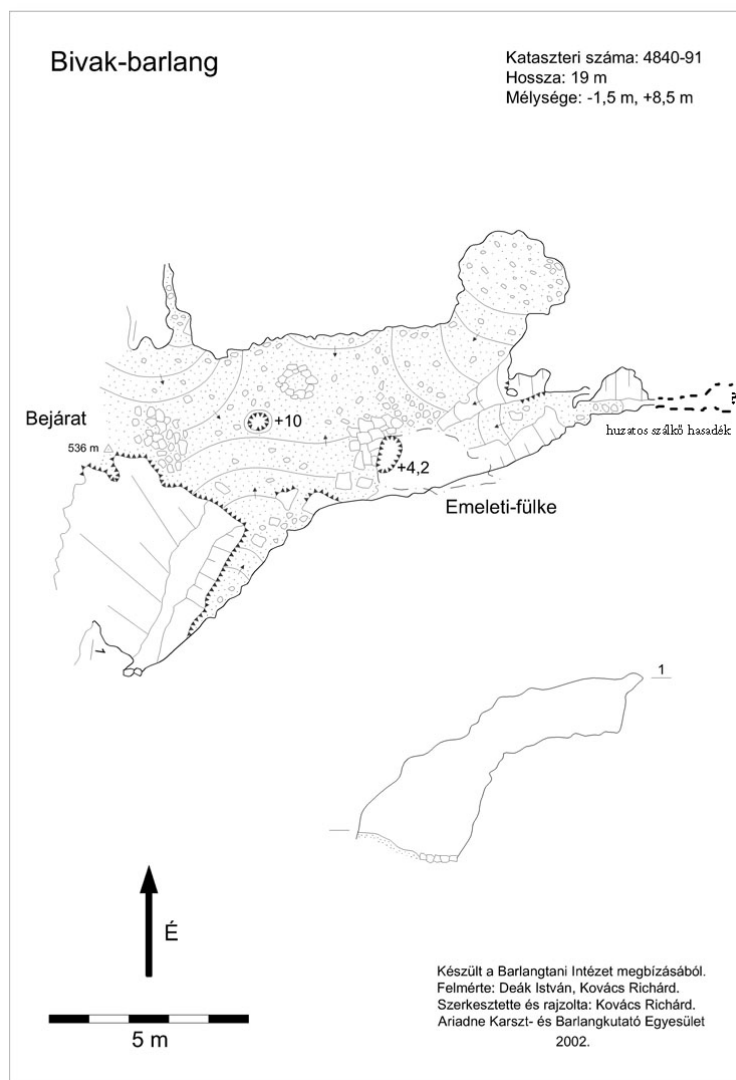 Bivak-barlang
Kataszteri száma: 4840-91
Hossza: 19 m
Mélysége: -1,5 m, +8,5 m
Bejárat
536 m
+10
+4,2
huzatos szálkő hasadék
Emeleti-fülke
1
1
É
5 m
Készült a Barlangtani Intézet megbízásából.
Felmérte: Deák István, Kovács Richárd.
Szerkesztette és rajzolta: Kovács Richárd.
Ariadne Karszt- és Barlangkutató Egyesület
2002.